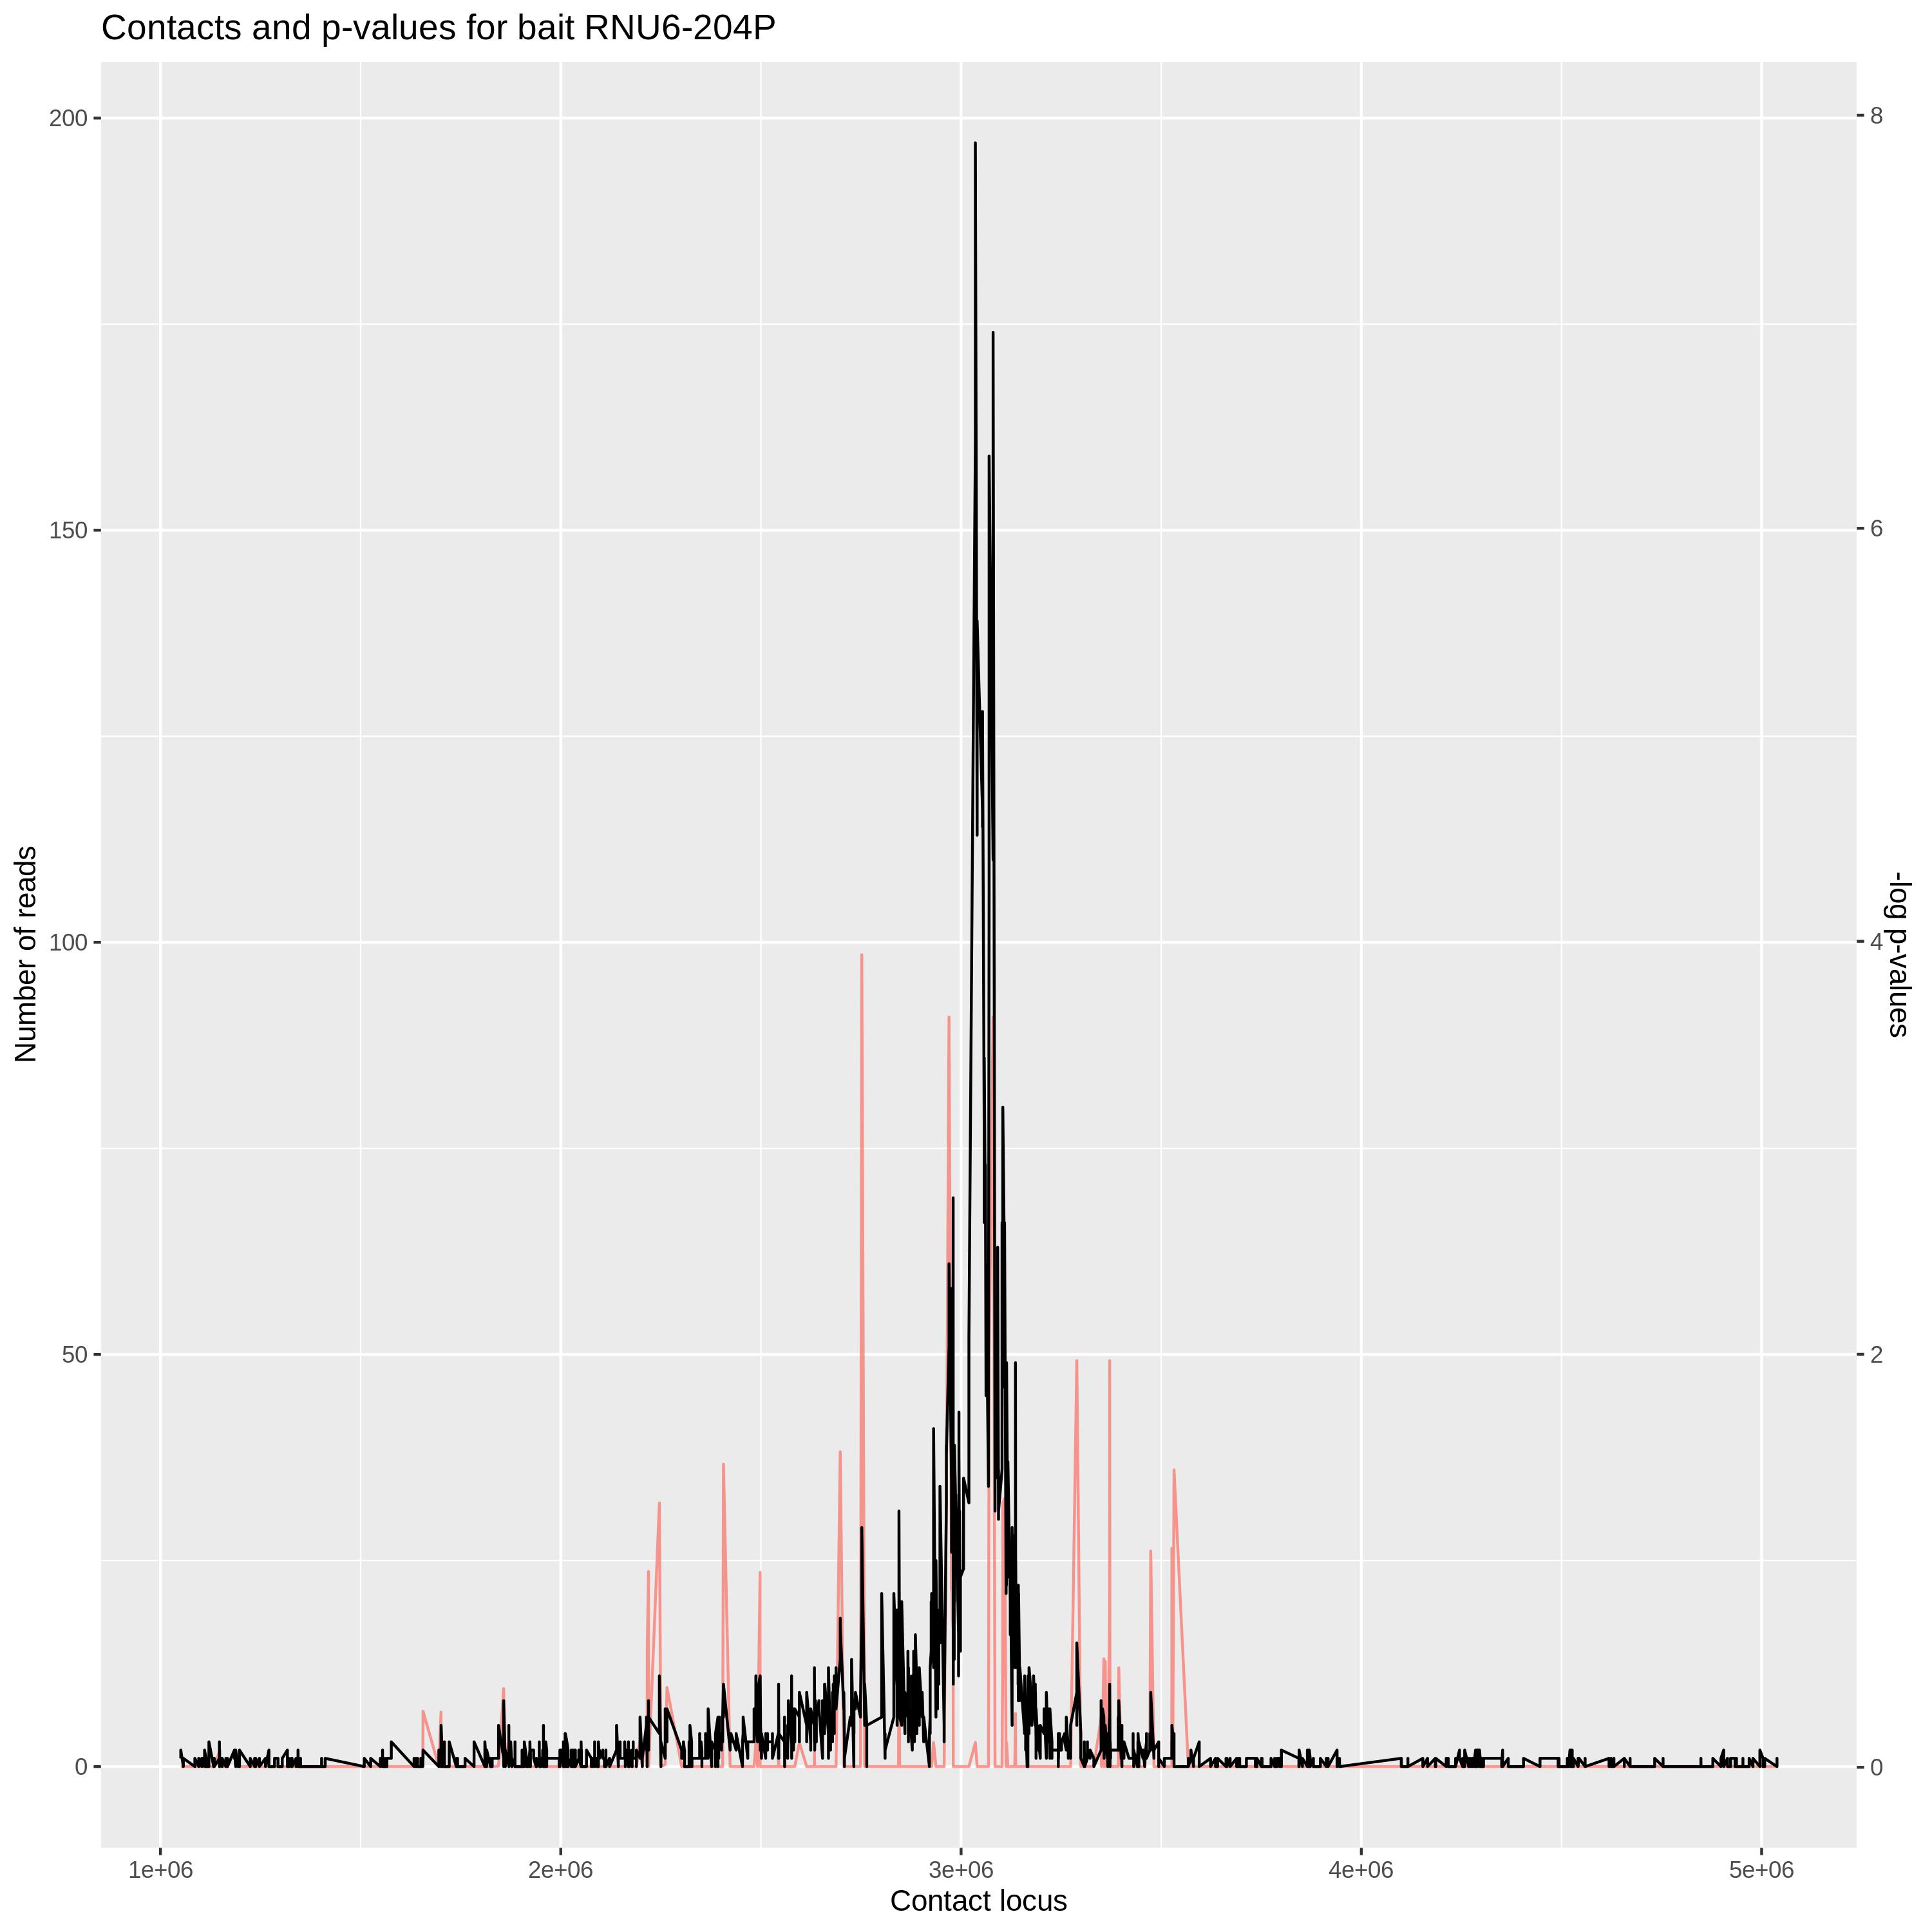 Contacts and p-values for bait RNU6-204P
200
150
100
50
0
8
6
4
2
0
Number of reads
-log p-values
1e+06
2e+06
3e+06
4e+06
5e+06
Contact locus